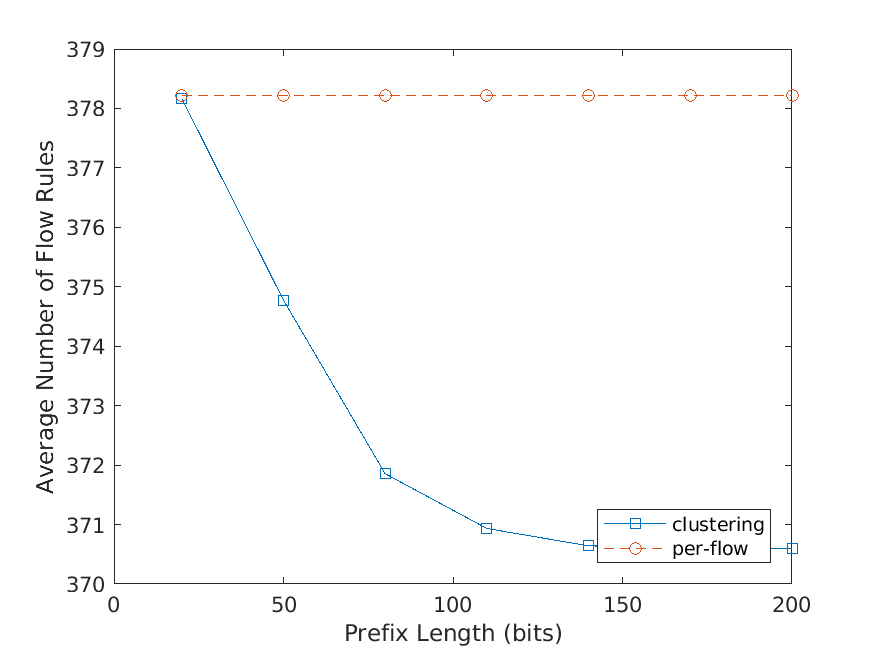 379
378
377
376
375
374
373
372
371
370
Average Number of Flow Rules
clustering
per-flow
0 50 100 150 200
Prefix Length (bits)